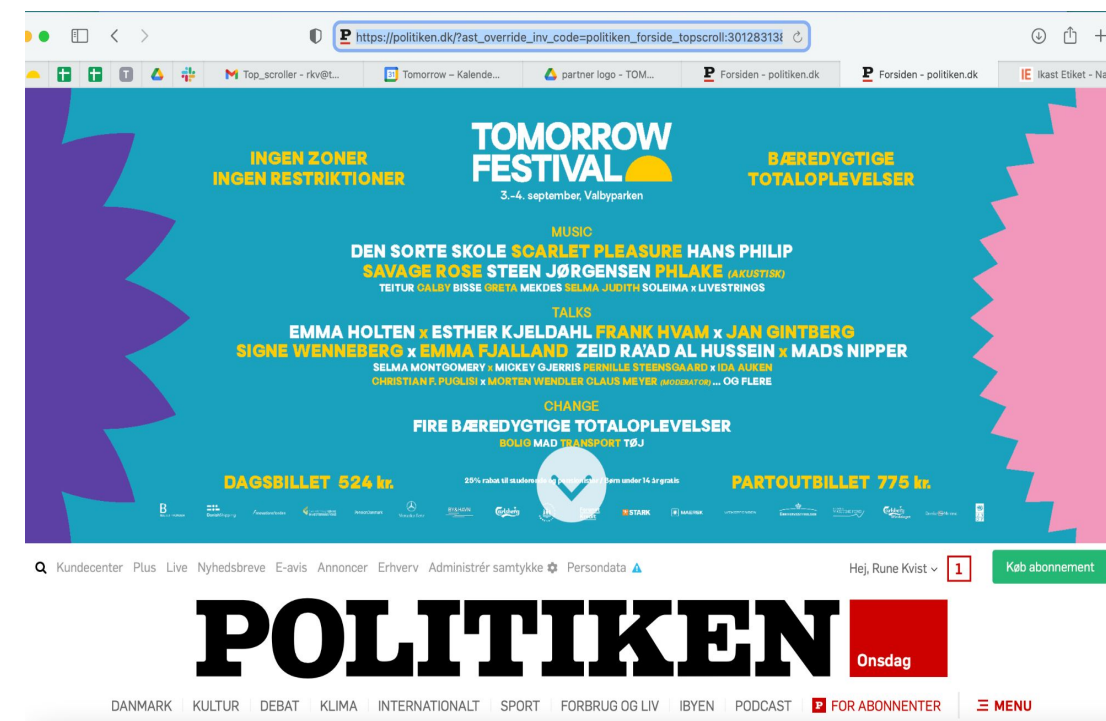 https://politiken.dk/?ast_override_inv_code=politiken_forside_topscroll:301283138
Top_scroller - rkv@t... Tomorrow – Kalende... partner logo - TOM... Forsiden - politiken.dk Forsiden - politiken.dk Ikast Etiket - Na
INGEN ZONER
INGEN RESTRIKTIONER
TOMORROW
FESTIVAL
3.-4. september, Valbyparken
BÆREDYGTIGE
TOTALOPLEVELSER
MUSIC
DEN SORTE SKOLE SCARLET PLEASURE HANS PHILIP
SAVAGE ROSE STEEN JØRGENSEN PHLAKE (AKUSTISK)
TEITUR CALBY BISSE GRETA MEKDES SELMA JUDITH SOLEIMA x LIVESTRINGS
TALKS
EMMA HOLTEN x ESTHER KJELDAHL FRANK HVAM x JAN GINTBERG
SIGNE WENNEBERG x EMMA FJALLAND ZEID RA'AD AL HUSSEIN x MADS NIPPER
SELMA MONTGOMERY x MICKEY GJERRIS PERNILLE STEENSGAARD x IDA AUKEN
CHRISTIAN F. PUGLISI x MORTEN WENDLER CLAUS MEYER (MODERATOR) ... OG FLERE
CHANGE
FIRE BÆREDYGTIGE TOTALOPLEVELSER
BOLIG MAD TRANSPORT TØJ
DAGSBILLET 524 kr.
25% rabat til studerende og pensionister / Børn under 14 år gratis
PARTOUTBILLET 775 kr.
Carlsberg STARK Carlsberg
Kundecenter Plus Live Nyhedsbreve E-avis Annoncer Erhverv Administrér samtykke Persondata Hej, Rune Kvist 1 Køb abonnement
POLITIKEN
Onsdag
DANMARK KULTUR DEBAT KLIMA INTERNATIONALT SPORT FORBRUG OG LIV IBYEN PODCAST P FOR ABONNENTER MENU